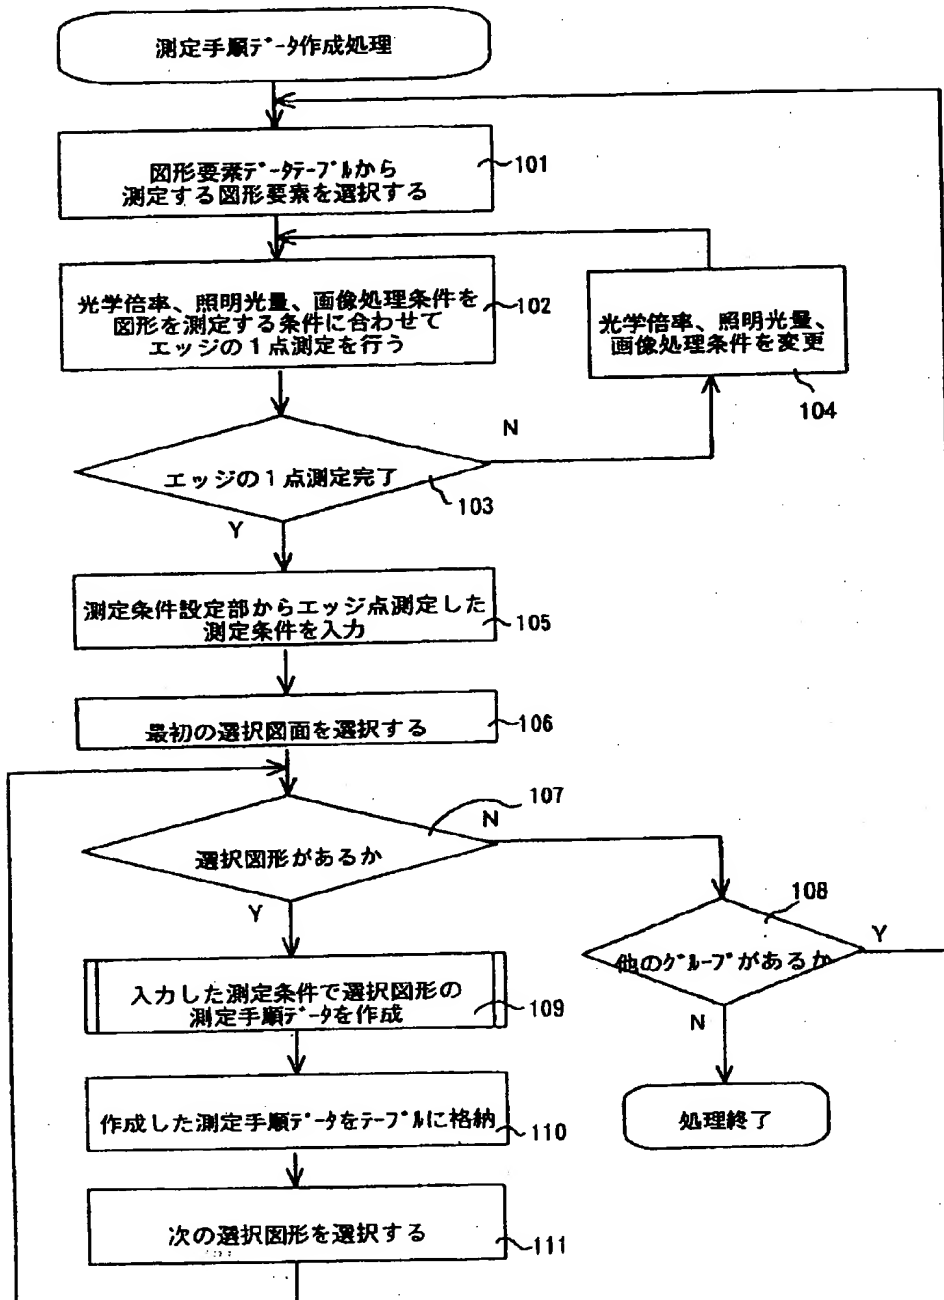 測定手順ﾃﾞｰﾀ作成処理
図形要素ﾃﾞｰﾀﾃｰﾌﾞﾙから
測定する図形要素を選択する
101
光学倍率、照明光量、画像処理条件を
図形を測定する条件に合わせて
エッジの1点測定を行う
102
光学倍率、照明光量、
画像処理条件を変更
104
エッジの1点測定完了
103
N
Y
測定条件設定部からエッジ点測定した
測定条件を入力
105
最初の選択図面を選択する
106
選択図形があるか
107
N
Y
他のｸﾞﾙｰﾌﾟがあるか
108
Y
N
入力した測定条件で選択図形の
測定手順ﾃﾞｰﾀを作成
109
処理終了
作成した測定手順ﾃﾞｰﾀをﾃｰﾌﾞﾙに格納
110
次の選択図形を選択する
111